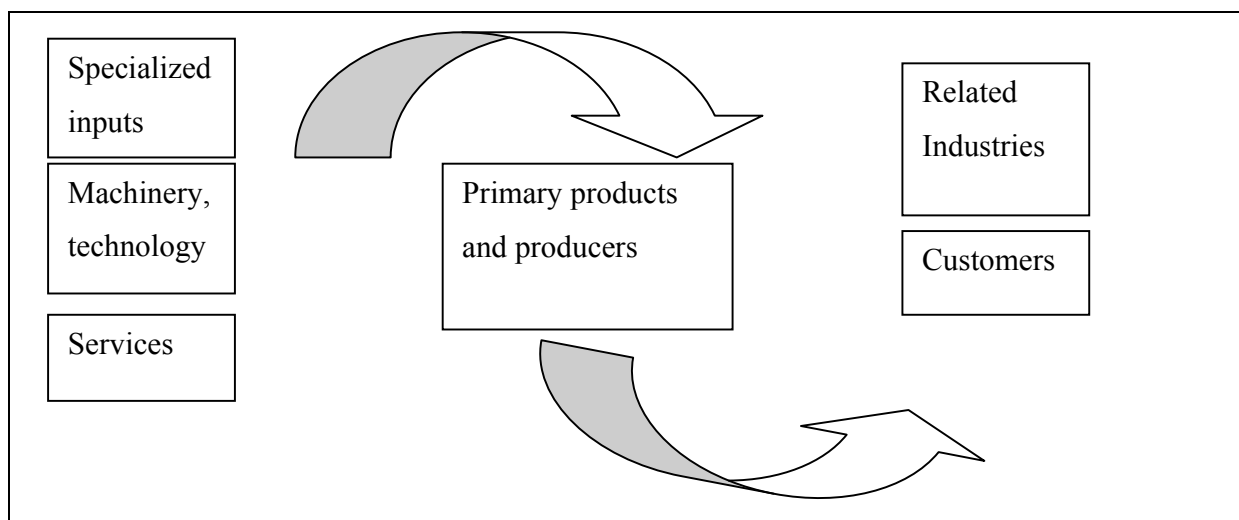 Specialized
inputs
Machinery,
technology
Services
Primary products
and producers
Related
Industries
Customers